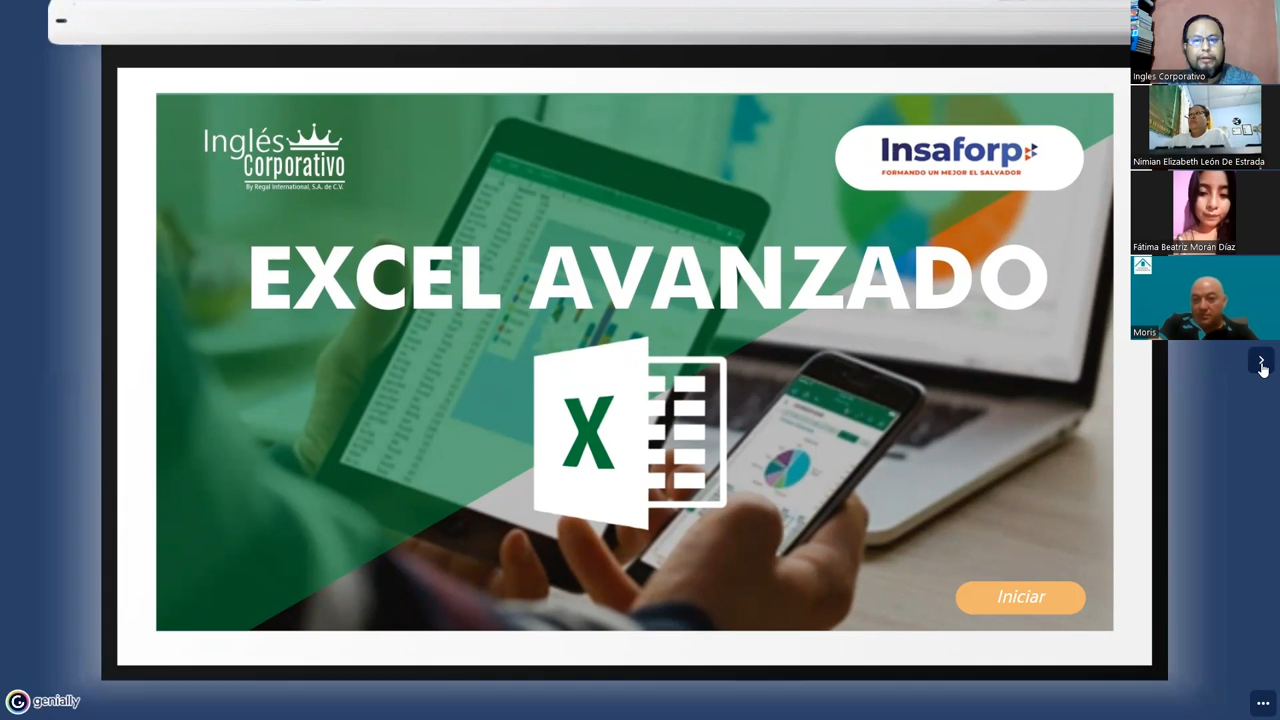 Inglés
Corporativo
By Regal International, S.A. de C.V.
Insaforp
FORMANDO UN MEJOR EL SALVADOR
EXCEL AVANZADO
X
Iniciar
genially
Ingles Corporativo
Nimian Elizabeth León De Estrada
Fátima Beatriz Morán Díaz
Moris